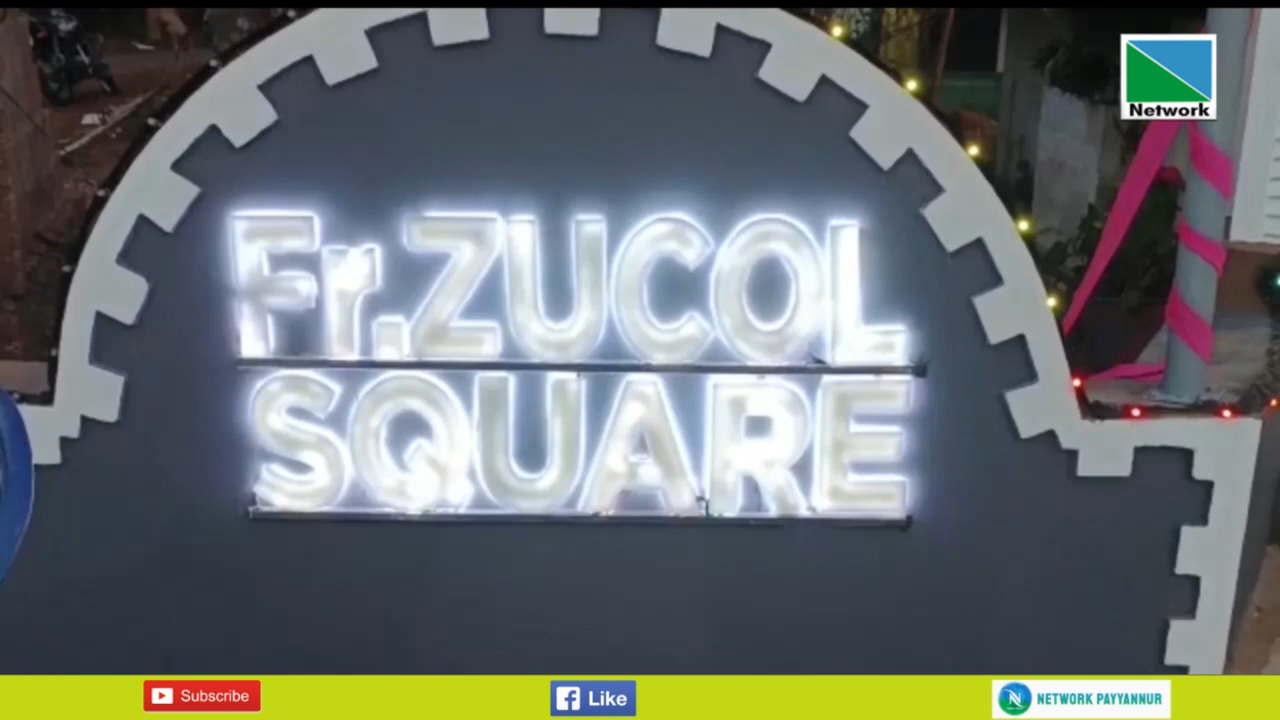 Network
Fr.ZUCOL
SQUARE
Subscribe
Like
NETWORK PAYYANNUR